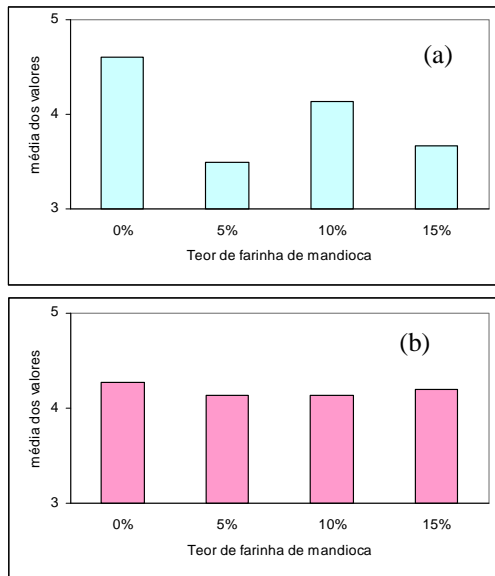 5
(a)
média dos valores
4
3
0% 5% 10% 15%
Teor de farinha de mandioca
5
(b)
média dos valores
4
3
0% 5% 10% 15%
Teor de farinha de mandioca